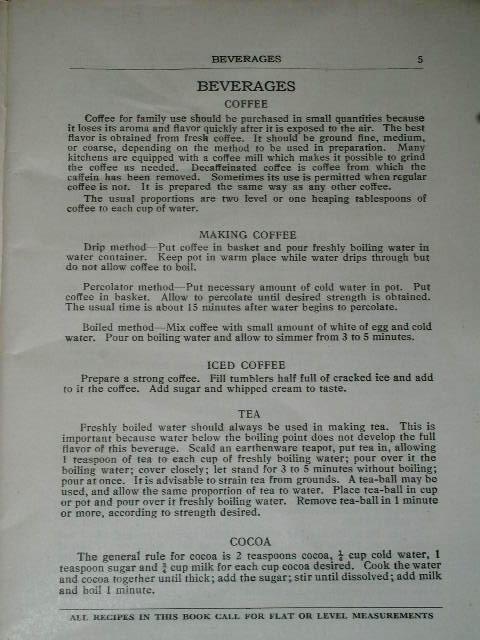 BEVERAGES 5
BEVERAGES
COFFEE
Coffee for family use should be purchased in small quantities because
it loses its aroma and flavor quickly after it is exposed to the air. The best
flavor is obtained from fresh coffee. It should be ground fine, medium,
or coarse, depending on the method to be used in preparation. Many
kitchens are equipped with a coffee mill which makes it possible to grind
the coffee as needed. Decaffeinated coffee is coffee from which the
caffein has been removed. Sometimes its use is permitted when regular
coffee is not. It is prepared the same way as any other coffee.
The usual proportions are two level or one heaping tablespoons of
coffee to each cup of water.
MAKING COFFEE
Drip method—Put coffee in basket and pour freshly boiling water in
water container. Keep pot in warm place while water drips through but
do not allow coffee to boil.
Percolator method—Put necessary amount of cold water in pot. Put
coffee in basket. Allow to percolate until desired strength is obtained.
The usual time is about 15 minutes after water begins to percolate.
Boiled method—Mix coffee with small amount of white of egg and cold
water. Pour on boiling water and allow to simmer from 3 to 5 minutes.
ICED COFFEE
Prepare a strong coffee. Fill tumblers half full of cracked ice and add
to it the coffee. Add sugar and whipped cream to taste.
TEA
Freshly boiled water should always be used in making tea. This is
important because water below the boiling point does not develop the full
flavor of this beverage. Scald an earthenware teapot, put tea in, allowing
1 teaspoon of tea to each cup of freshly boiling water; pour over it the
boiling water; cover closely; let stand for 3 to 5 minutes without boiling;
pour at once. It is advisable to strain tea from grounds. A tea-ball may be
used, and allow the same proportion of tea to water. Place tea-ball in cup
or pot and pour over it freshly boiling water. Remove tea-ball in 1 minute
or more, according to strength desired.
COCOA
The general rule for cocoa is 2 teaspoons cocoa, ¼ cup cold water, 1
teaspoon sugar and ¾ cup milk for each cup cocoa desired. Cook the water
and cocoa together until thick; add the sugar; stir until dissolved; add milk
and boil 1 minute.
ALL RECIPES IN THIS BOOK CALL FOR FLAT OR LEVEL MEASUREMENTS